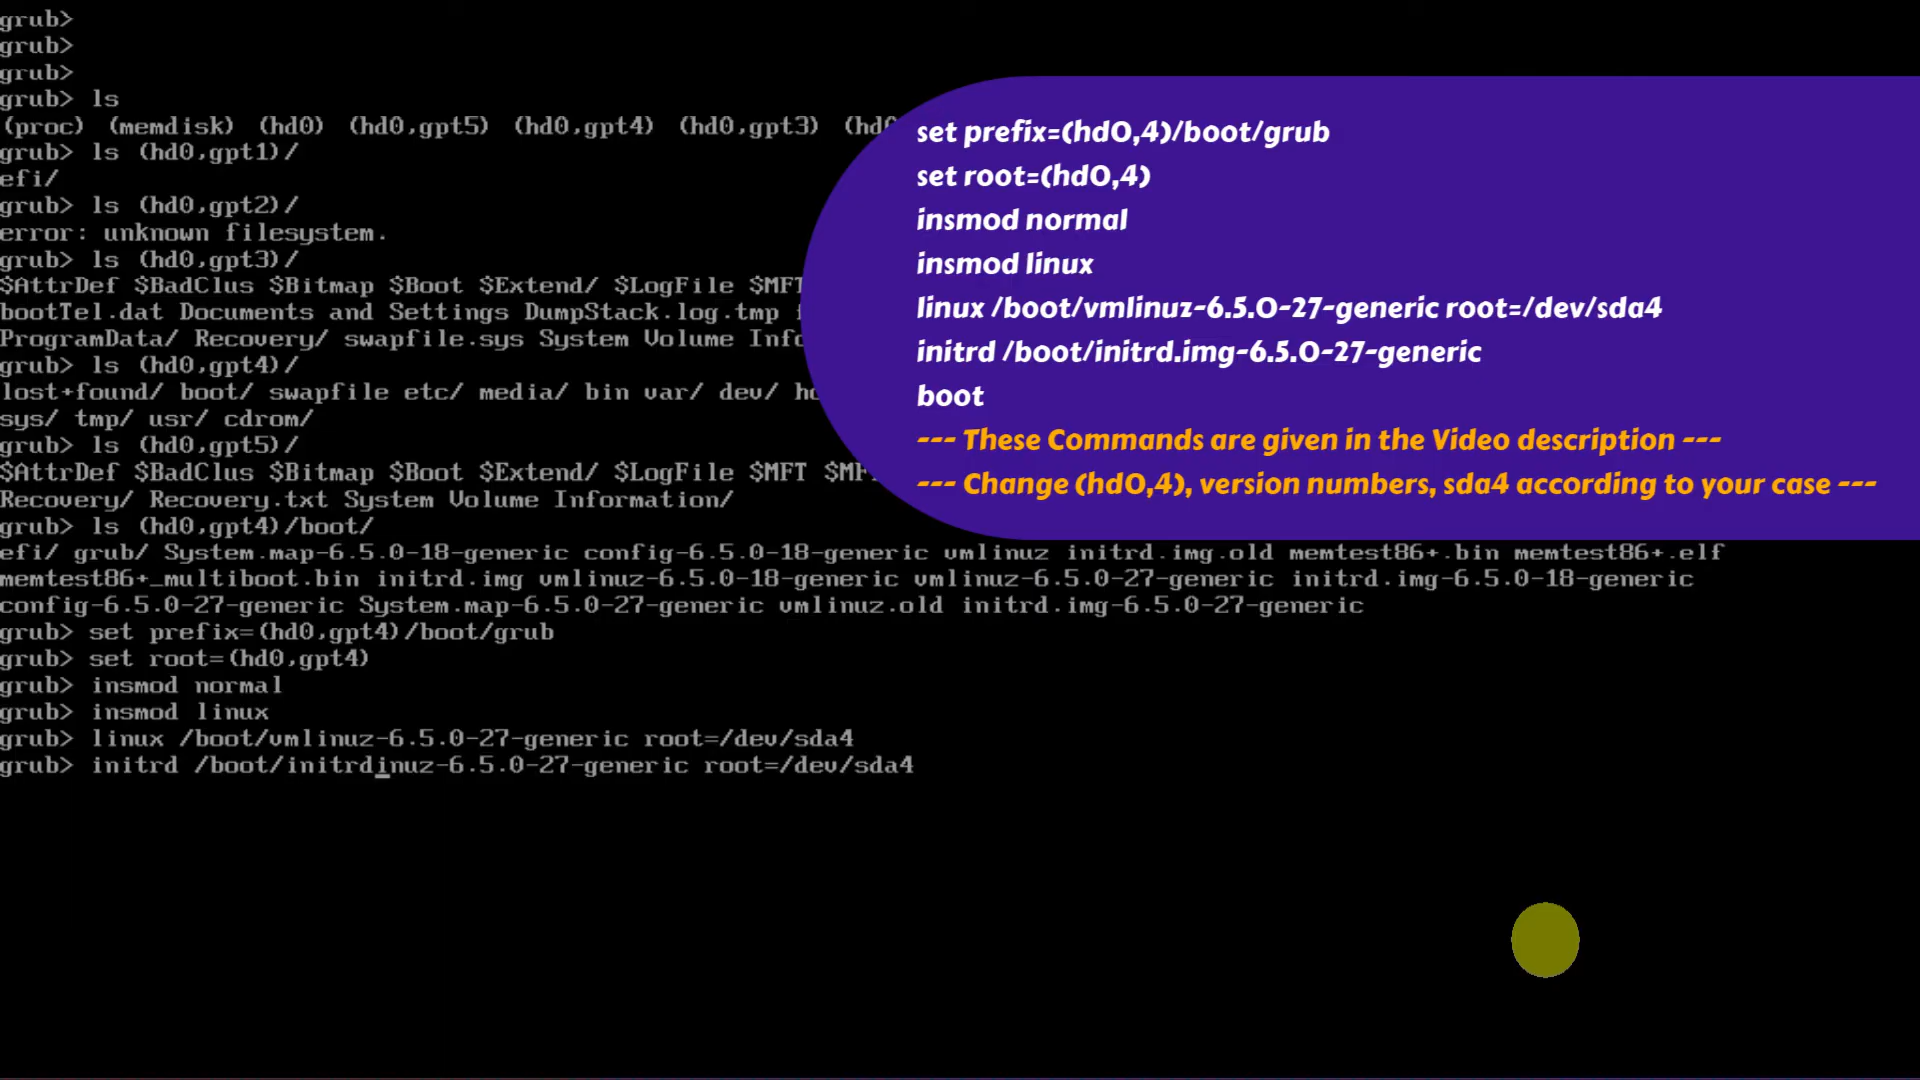 grub>
grub>
grub>
grub> ls
(proc) (memdisk) (hd0) (hd0,gpt5) (hd0,gpt4) (hd0,gpt3)
grub> ls (hd0,gpt1)/
efi/
grub> ls (hd0,gpt2)/
error: unknown filesystem.
grub> ls (hd0,gpt3)/
$AttrDef $BadClus $Bitmap $Boot $Extend/ $LogFile
bootTel.dat Documents and Settings DumpStack.log.tmp
ProgramData/ Recovery/ swapfile.sys System Volume
grub> ls (hd0,gpt4)/
lost+found/ boot/ swapfile etc/ media/ bin var/ dev/
sys/ tmp/ usr/ cdrom/
grub> ls (hd0,gpt5)/
$AttrDef $BadClus $Bitmap $Boot $Extend/ $LogFile $MFT
Recovery/ Recovery.txt System Volume Information/
grub> ls (hd0,gpt4)/boot/
efi/ grub/ System.map-6.5.0-18-generic config-6.5.0-18-generic vmlinuz initrd.img.old memtest86+.bin memtest86+.elf
memtest86+_multiboot.bin initrd.img vmlinuz-6.5.0-18-generic vmlinuz-6.5.0-27-generic initrd.img-6.5.0-18-generic
config-6.5.0-27-generic System.map-6.5.0-27-generic vmlinuz.old initrd.img-6.5.0-27-generic
grub> set prefix=(hd0,gpt4)/boot/grub
grub> set root=(hd0,gpt4)
grub> insmod normal
grub> insmod linux
grub> linux /boot/vmlinuz-6.5.0-27-generic root=/dev/sda4
grub> initrd /boot/initrdinuz-6.5.0-27-generic root=/dev/sda4
set prefix=(hd0,4)/boot/grub
set root=(hd0,4)
insmod normal
insmod linux
linux /boot/vmlinuz-6.5.0-27-generic root=/dev/sda4
initrd /boot/initrd.img-6.5.0-27-generic
boot
--- These Commands are given in the Video description ---
--- Change (hd0,4), version numbers, sda4 according to your case ---